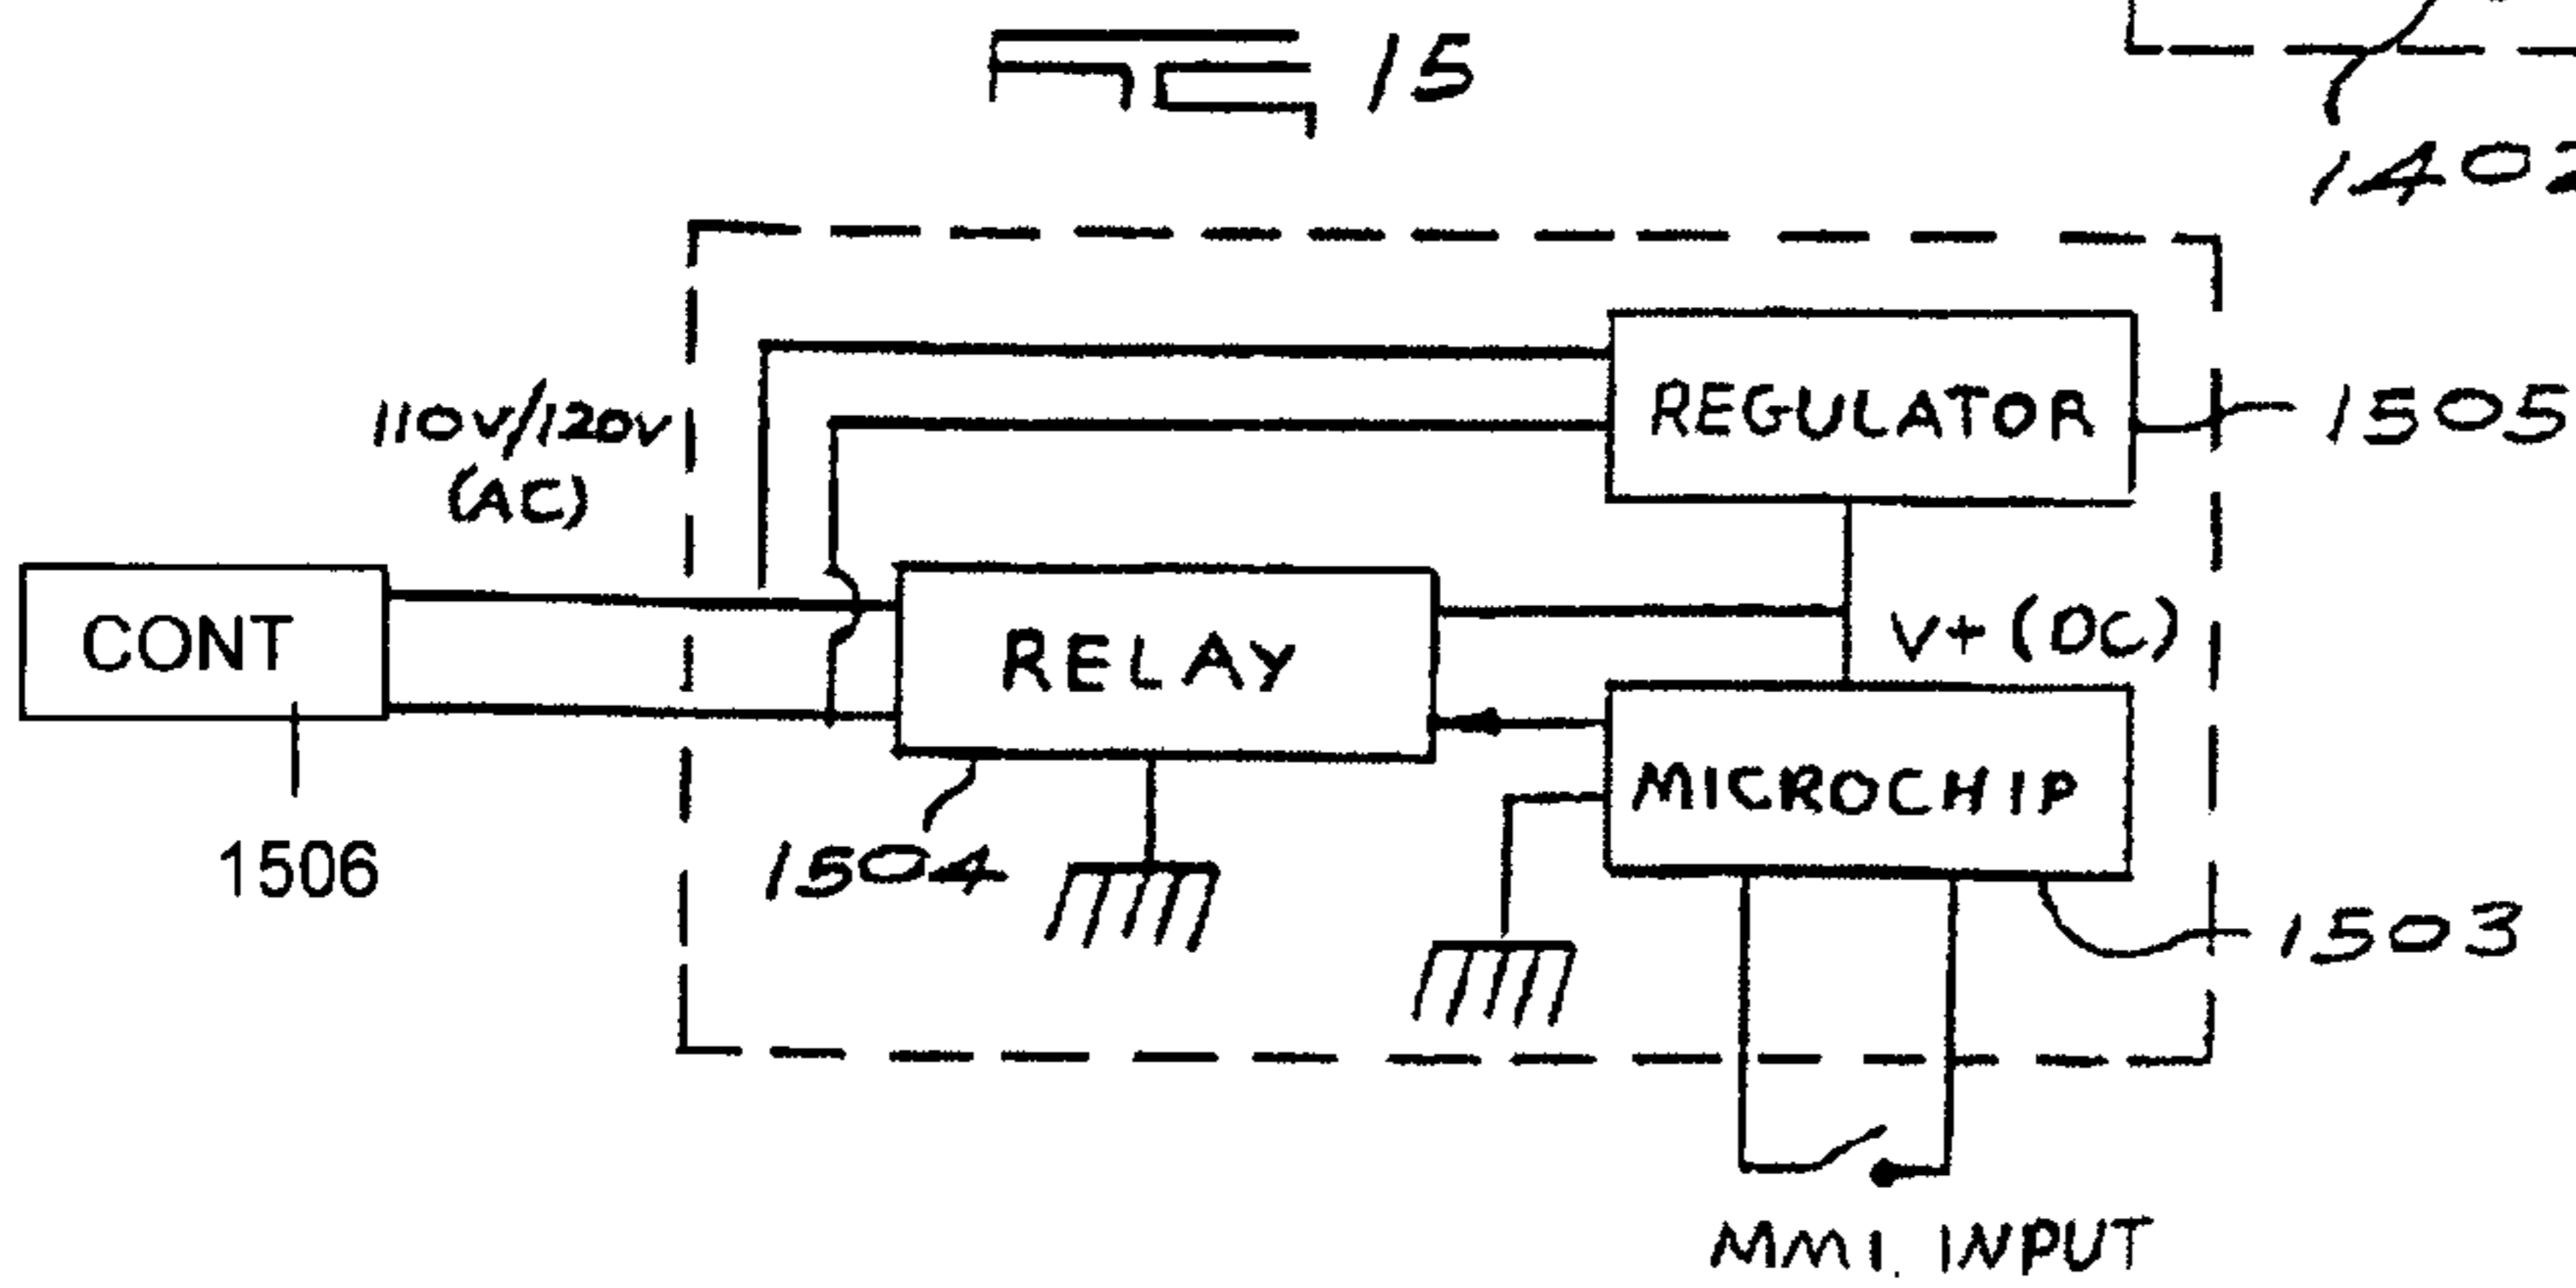 15
1402
110V/120V
(AC)
REGULATOR
1505
CONT
RELAY
V+ (DC)
1506
1504
MICROCHIP
1503
MMI. INPUT